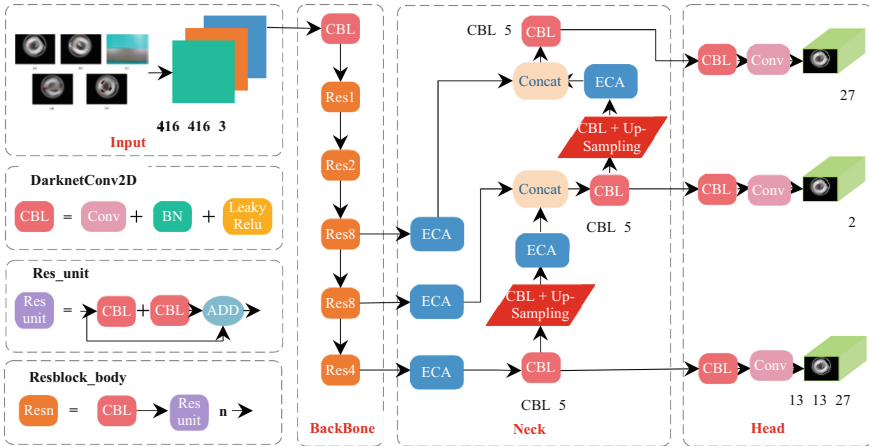 416 416 3
Input
DarknetConv2D
CBL = Conv + BN + Leaky
Relu
Res_unit
Res
unit = CBL + CBL ADD
Resblock_body
Resn = CBL Res
unit n
CBL
Res1
Res2
Res8
Res8
Res4
BackBone
CBL 5 CBL
Concat ECA
CBL + Up-
Sampling
Concat CBL
CBL 5
ECA
ECA
CBL + Up-
Sampling
ECA
ECA CBL
CBL 5
Neck
CBL Conv
27
CBL Conv
2
CBL Conv
13 13 27
Head